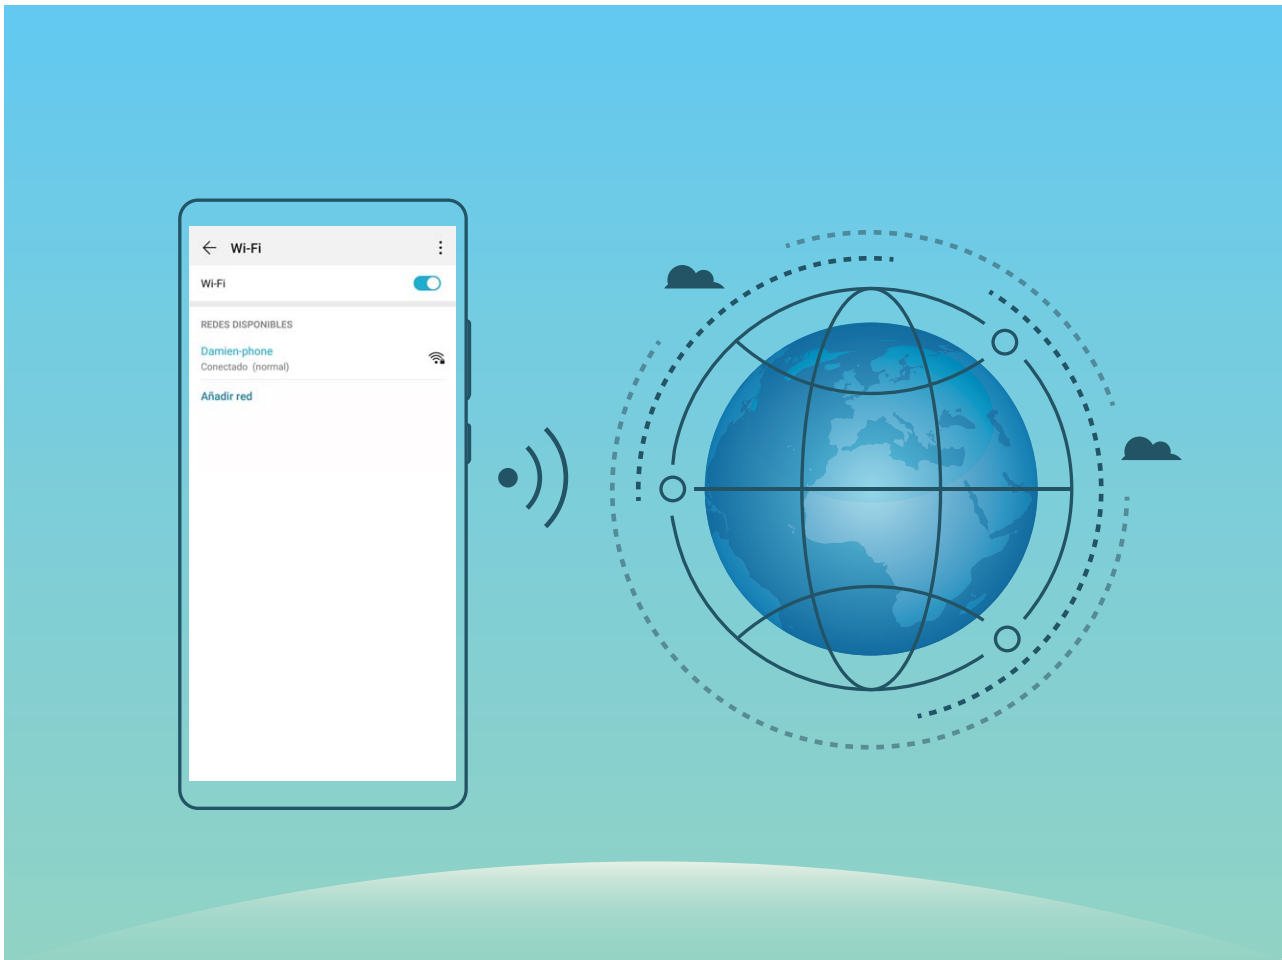 Wi-Fi
Wi-Fi
REDES DISPONIBLES
Damien-phone
Conectado (normal)
Añadir red